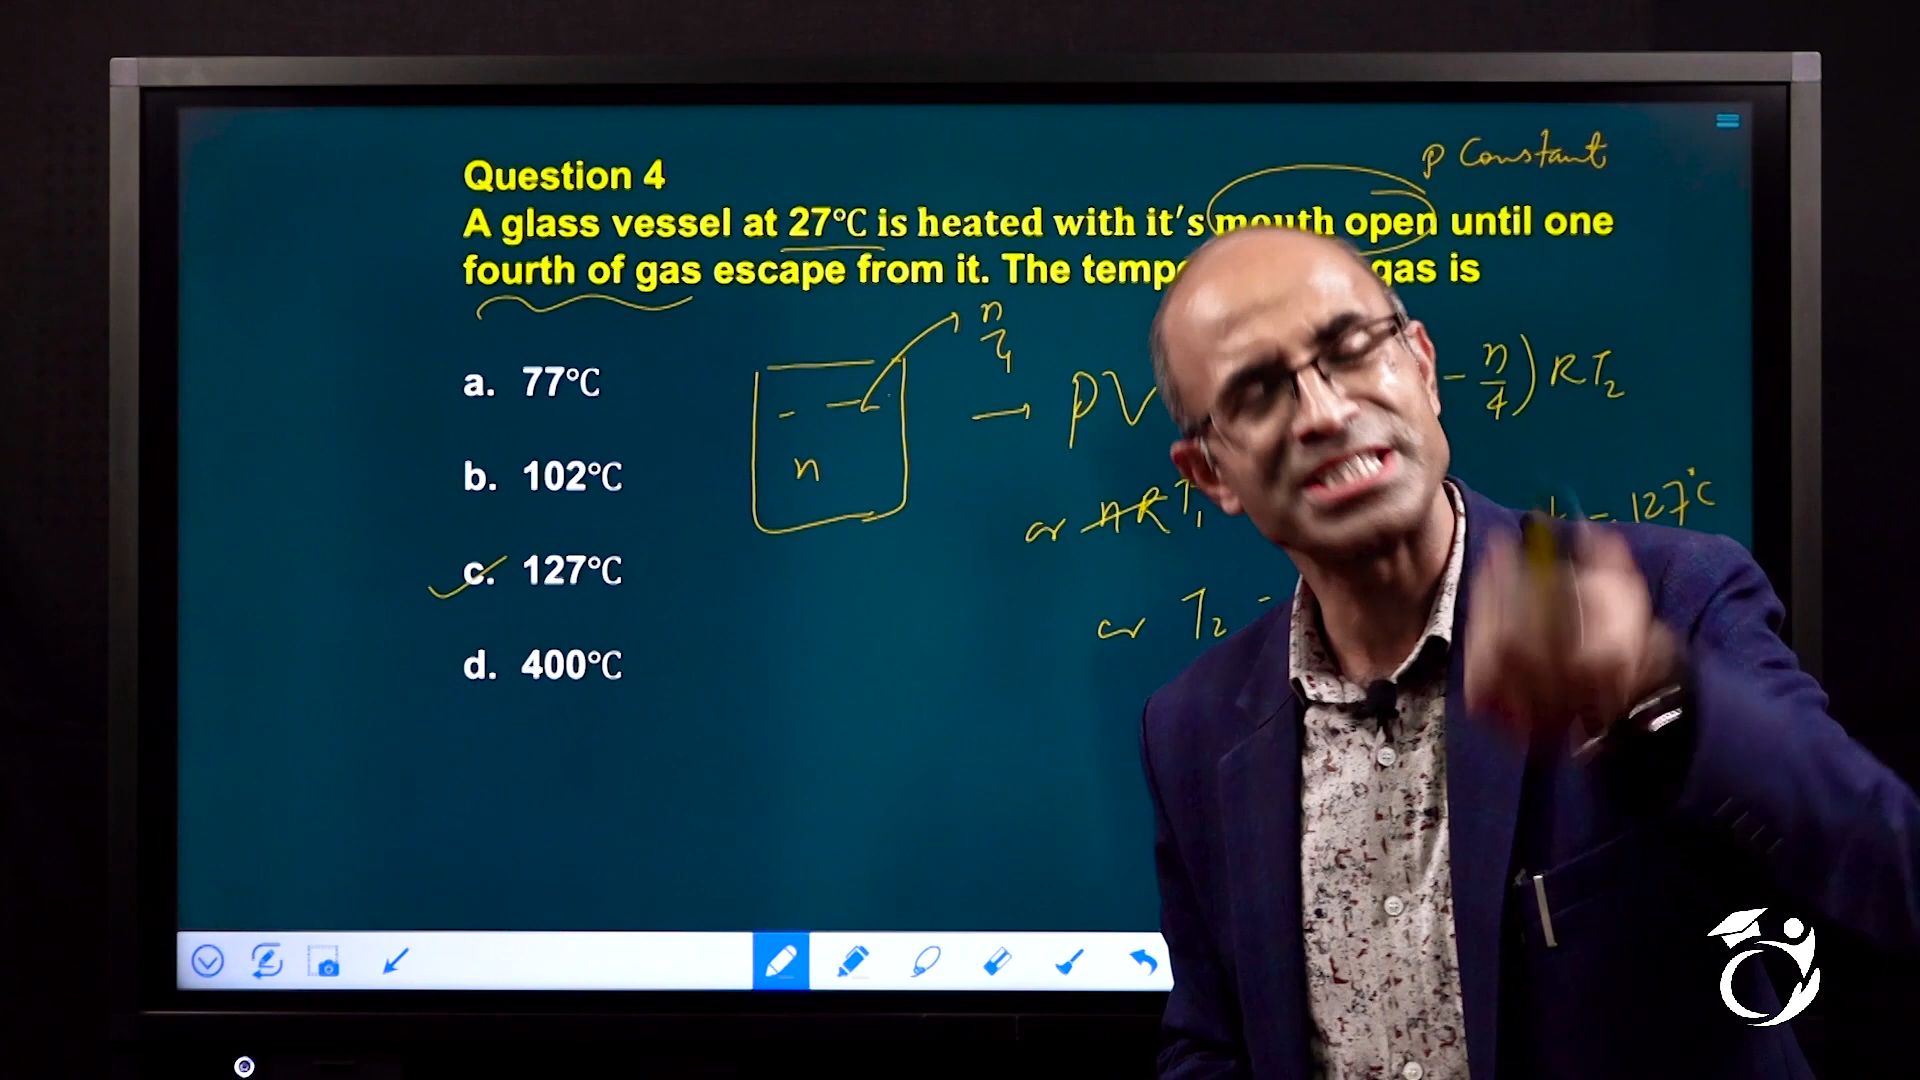 p Constant
Question 4
A glass vessel at 27°C is heated with it's mouth open until one
fourth of gas escape from it. The temp gas is
n/4
a. 77°C
→ PV - n/4) RT₂
b. 102°C
n
or nRT₁ = 127°C
c. 127°C
or T₂ =
d. 400°C